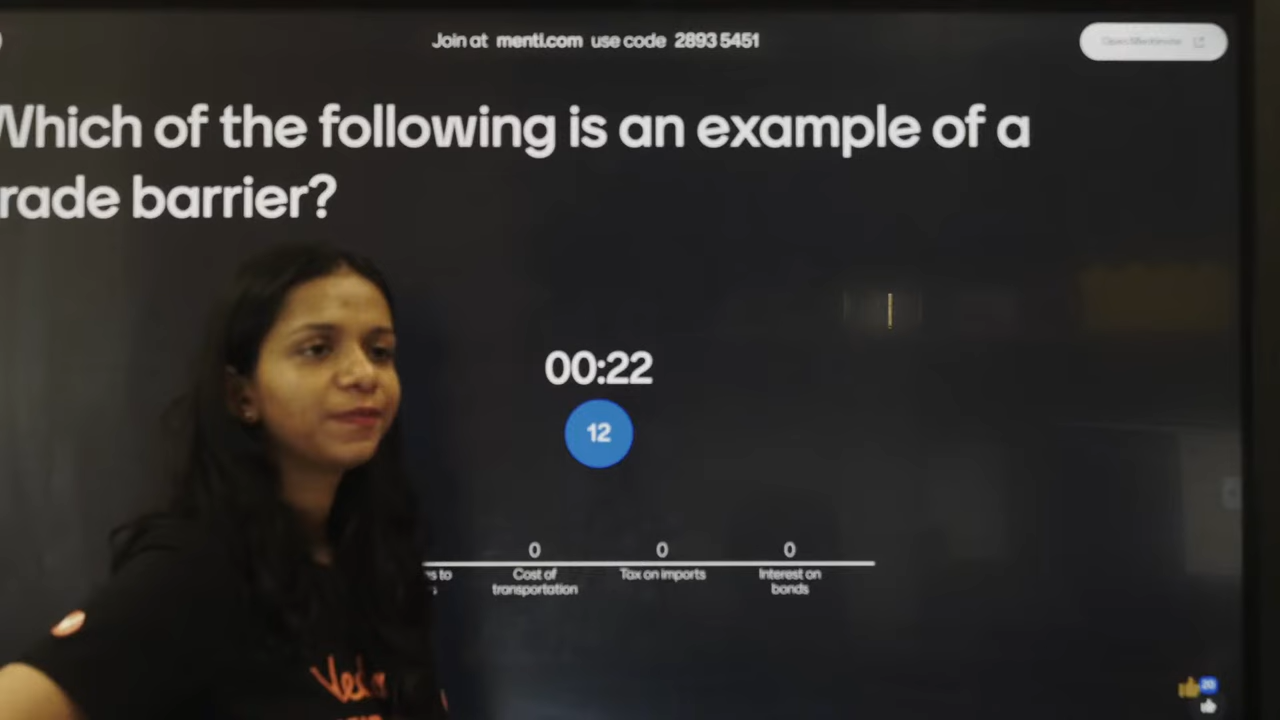 Join at menti.com use code 2893 5451
Which of the following is an example of a
rade barrier?
00:22
12
0
0
0
s to
Cost of
transportation
Tax on imports
Interest on
bonds